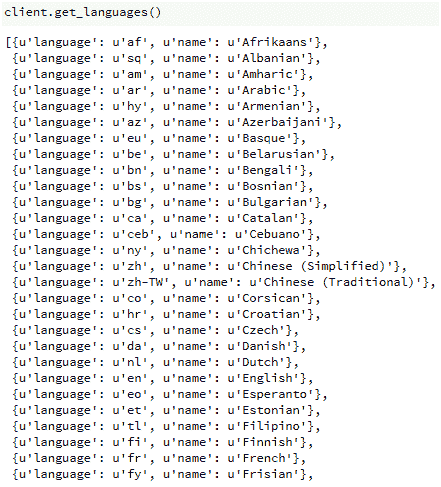 client.get_languages()
[{u'language': u'af', u'name': u'Afrikaans'},
{u'language': u'sq', u'name': u'Albanian'},
{u'language': u'am', u'name': u'Amharic'},
{u'language': u'ar', u'name': u'Arabic'},
{u'language': u'hy', u'name': u'Armenian'},
{u'language': u'az', u'name': u'Azerbaijani'},
{u'language': u'eu', u'name': u'Basque'},
{u'language': u'be', u'name': u'Belarusian'},
{u'language': u'bn', u'name': u'Bengali'},
{u'language': u'bs', u'name': u'Bosnian'},
{u'language': u'bg', u'name': u'Bulgarian'},
{u'language': u'ca', u'name': u'Catalan'},
{u'language': u'ceb', u'name': u'Cebuano'},
{u'language': u'ny', u'name': u'Chichewa'},
{u'language': u'zh', u'name': u'Chinese (Simplified)'},
{u'language': u'zh-TW', u'name': u'Chinese (Traditional)'},
{u'language': u'co', u'name': u'Corsican'},
{u'language': u'hr', u'name': u'Croatian'},
{u'language': u'cs', u'name': u'Czech'},
{u'language': u'da', u'name': u'Danish'},
{u'language': u'nl', u'name': u'Dutch'},
{u'language': u'en', u'name': u'English'},
{u'language': u'eo', u'name': u'Esperanto'},
{u'language': u'et', u'name': u'Estonian'},
{u'language': u'tl', u'name': u'Filipino'},
{u'language': u'fi', u'name': u'Finnish'},
{u'language': u'fr', u'name': u'French'},
{u'language': u'fy', u'name': u'Frisian'},